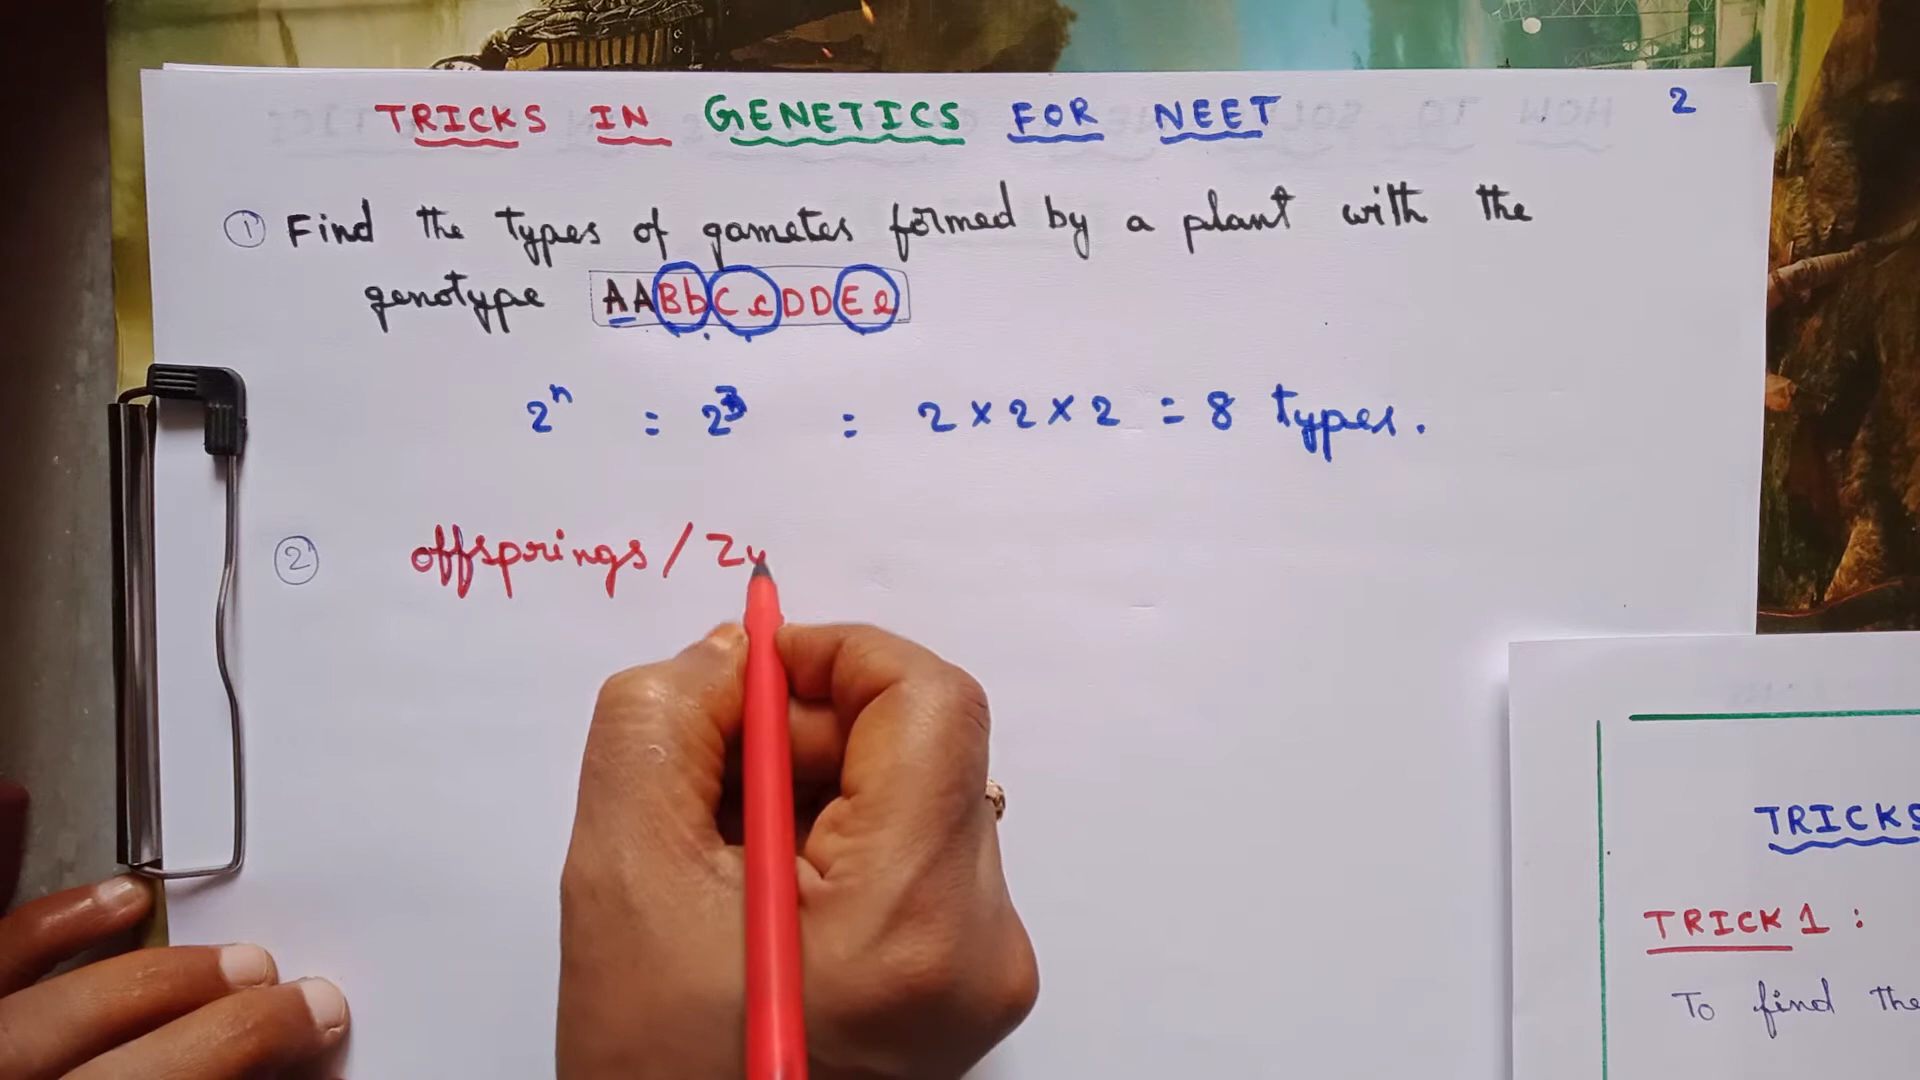 TRICKS IN GENETICS FOR NEET 2
① Find the types of gametes formed by a plant with the
genotype AABbCcDDEe
2ⁿ = 2³ = 2 × 2 × 2 = 8 types.
② offsprings / Zy
TRICKS
TRICK 1 :
To find the